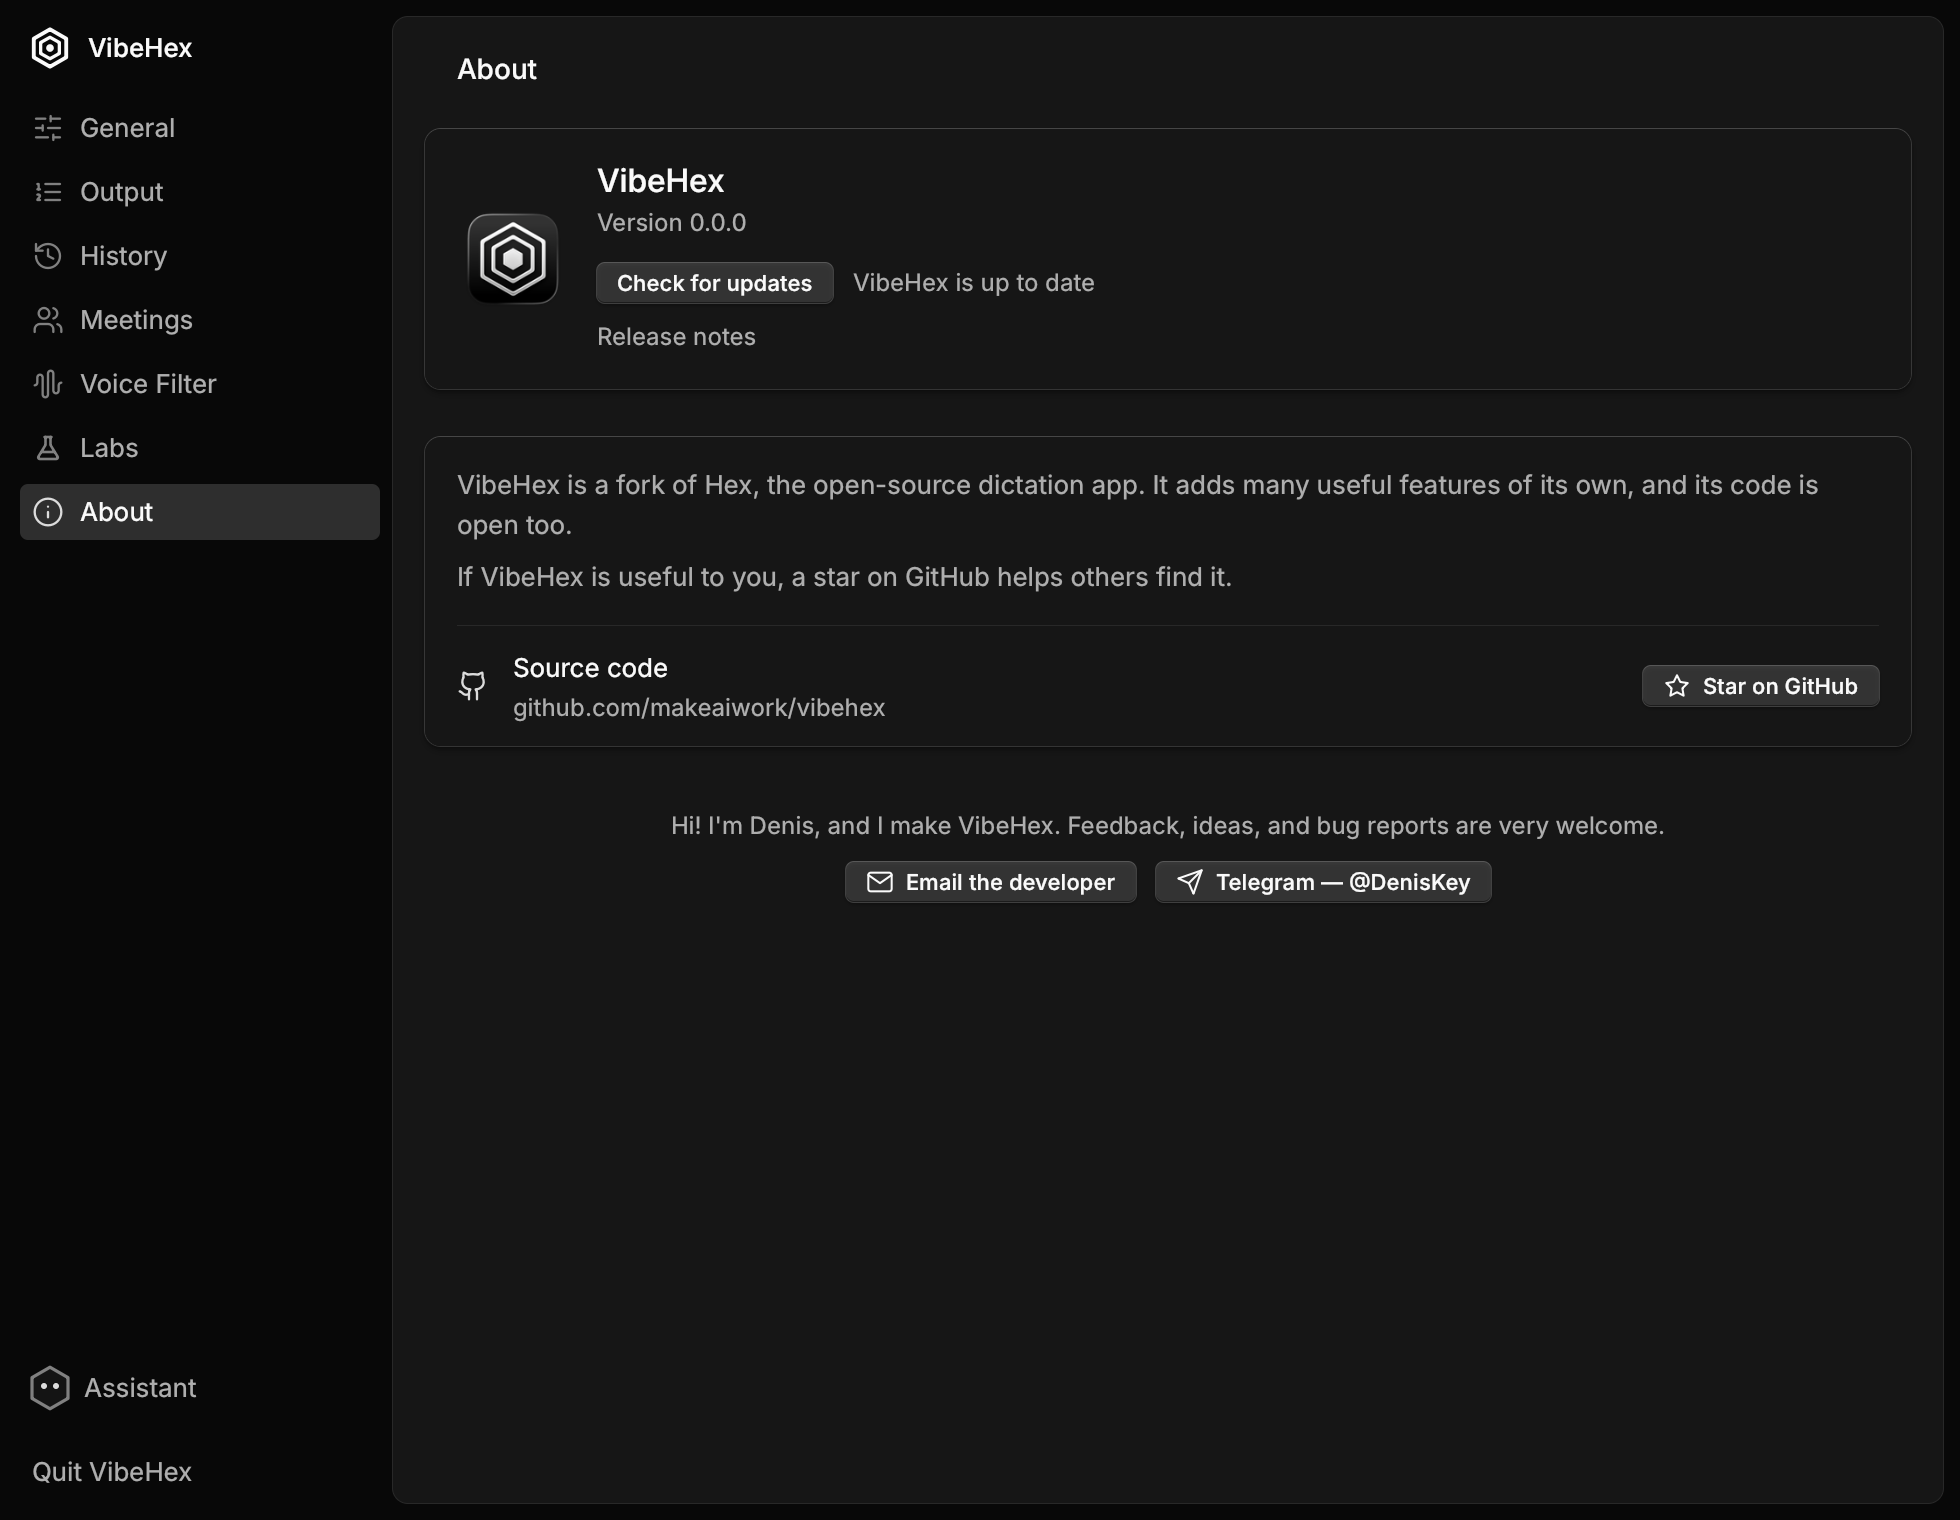 VibeHex
General
Output
History
Meetings
Voice Filter
Labs
About
Assistant
Quit VibeHex
About
VibeHex
Version 0.0.0
Check for updates
VibeHex is up to date
Release notes
VibeHex is a fork of Hex, the open-source dictation app. It adds many useful features of its own, and its code is
open too.
If VibeHex is useful to you, a star on GitHub helps others find it.
Source code
github.com/makeaiwork/vibehex
Star on GitHub
Hi! I'm Denis, and I make VibeHex. Feedback, ideas, and bug reports are very welcome.
Email the developer
Telegram — @DenisKey